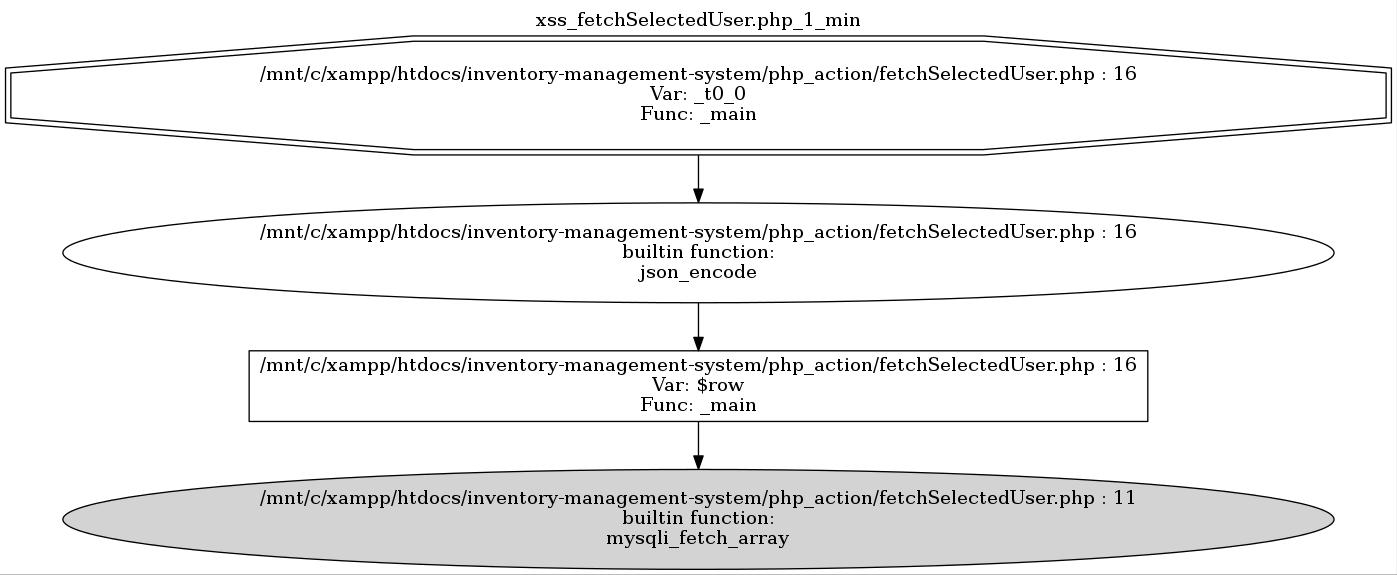 xss_fetchSelectedUser.php_1_min
/mnt/c/xampp/htdocs/inventory-management-system/php_action/fetchSelectedUser.php : 16
Var: _t0_0
Func: _main
/mnt/c/xampp/htdocs/inventory-management-system/php_action/fetchSelectedUser.php : 16
builtin function:
json_encode
/mnt/c/xampp/htdocs/inventory-management-system/php_action/fetchSelectedUser.php : 16
Var: $row
Func: _main
/mnt/c/xampp/htdocs/inventory-management-system/php_action/fetchSelectedUser.php : 11
builtin function:
mysqli_fetch_array